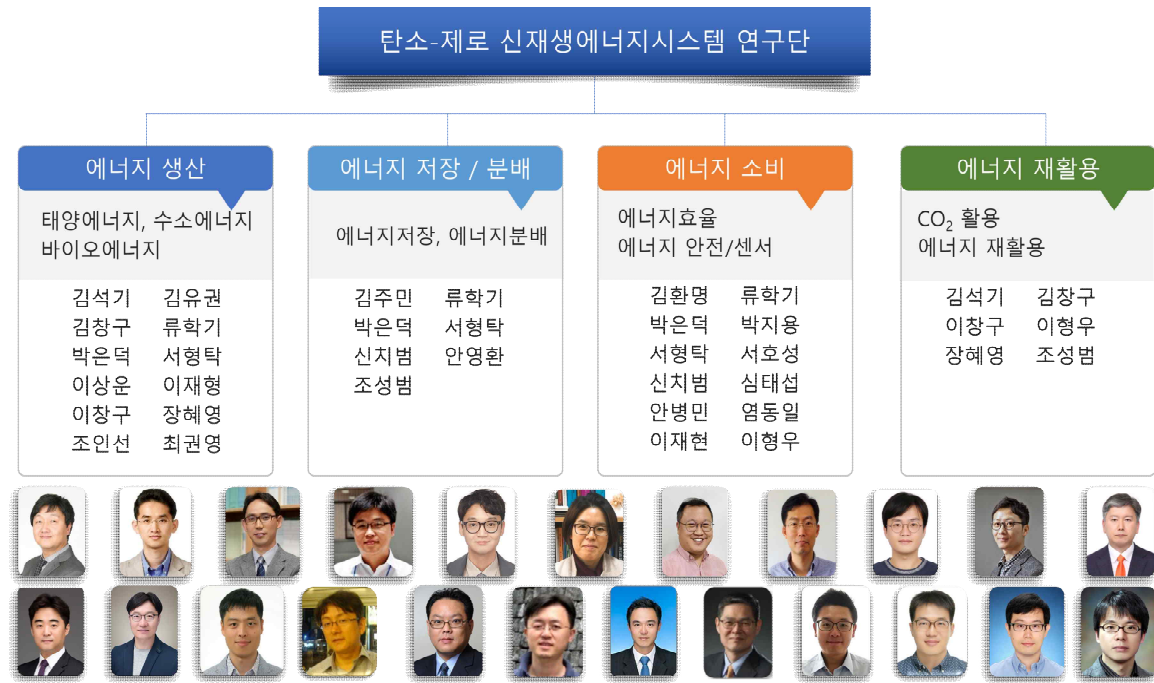 탄소-제로 신재생에너지시스템 연구단
에너지 생산
태양에너지, 수소에너지
바이오에너지
김석기 김유권
김창구 류학기
박은덕 서형탁
이상운 이재형
이창구 장혜영
조인선 최권영
에너지 저장 / 분배
에너지저장, 에너지분배
김주민 류학기
박은덕 서형탁
신치범 안영환
조성범
에너지 소비
에너지효율
에너지 안전/센서
김환명 류학기
박은덕 박지용
서형탁 서호성
신치범 심태섭
안병민 염동일
이재현 이형우
에너지 재활용
CO₂ 활용
에너지 재활용
김석기 김창구
이창구 이형우
장혜영 조성범